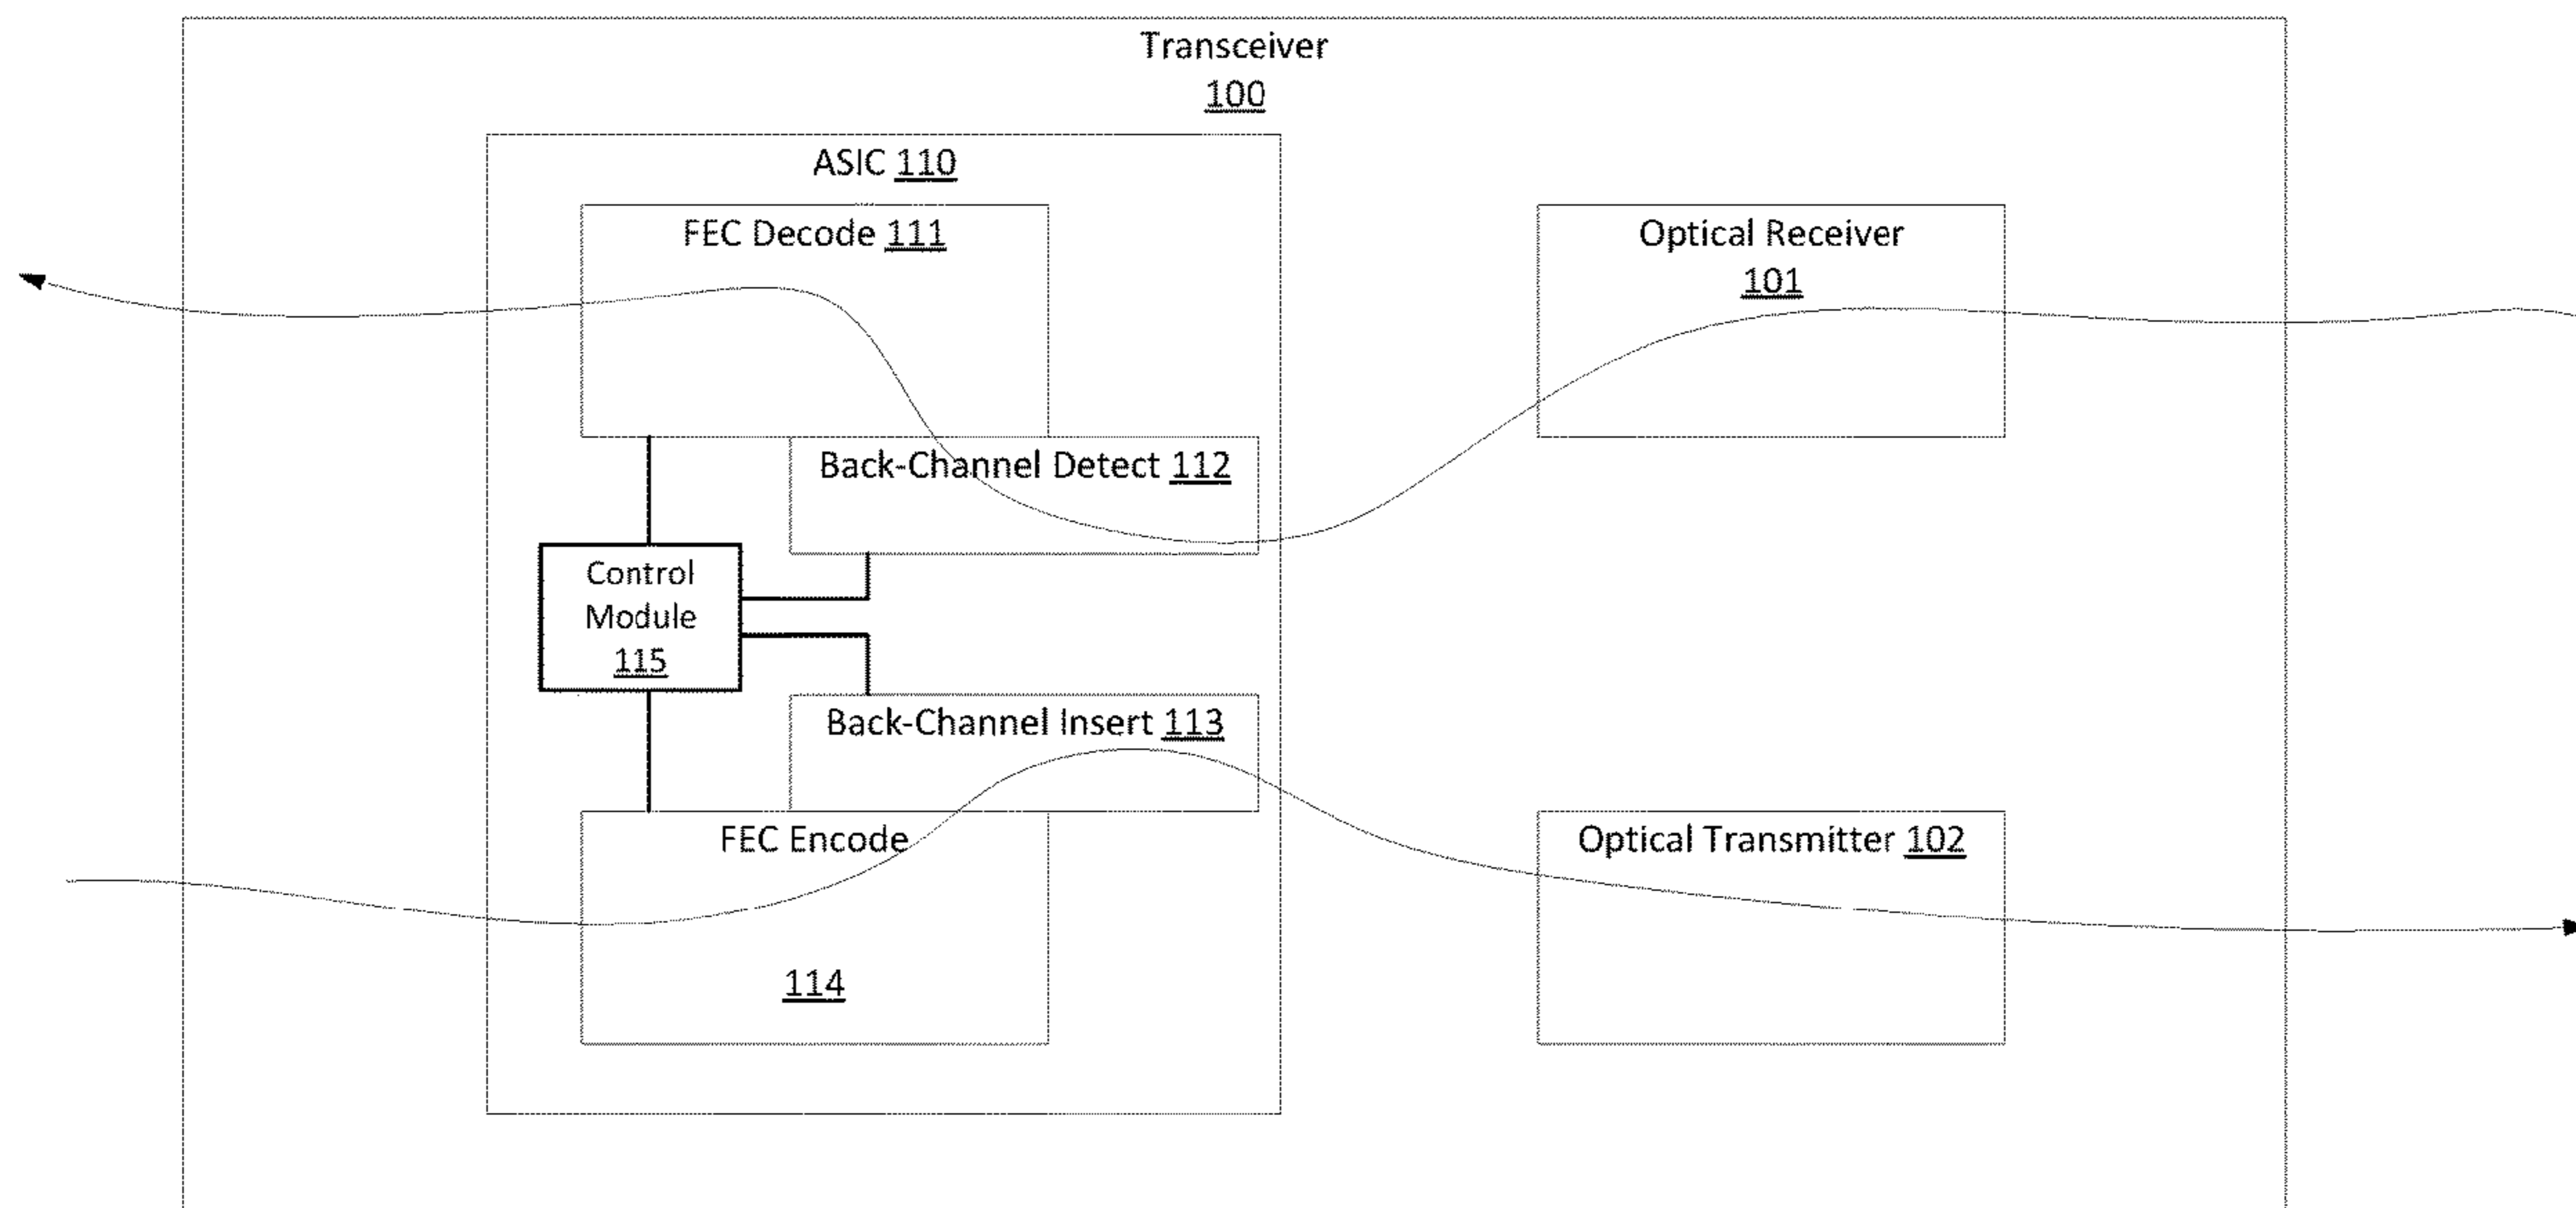 Transceiver
100
ASIC 110
FEC Decode 111
Optical Receiver
101
Back-Channel Detect 112
Control
Module
115
Back-Channel Insert 113
FEC Encode
114
Optical Transmitter 102